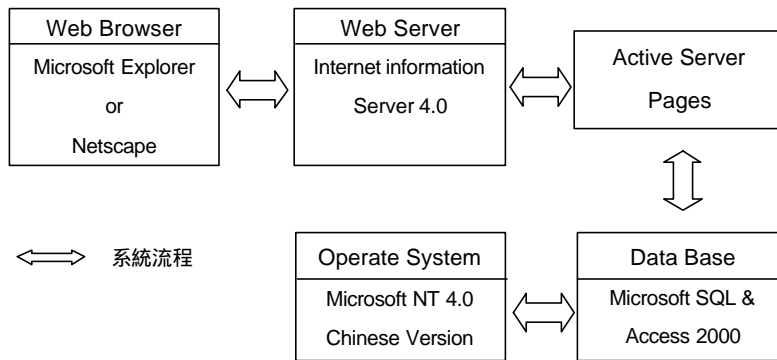 Web Browser
Microsoft Explorer
or
Netscape
Web Server
Internet information
Server 4.0
Active Server
Pages
系統流程
Operate System
Microsoft NT 4.0
Chinese Version
Data Base
Microsoft SQL &
Access 2000